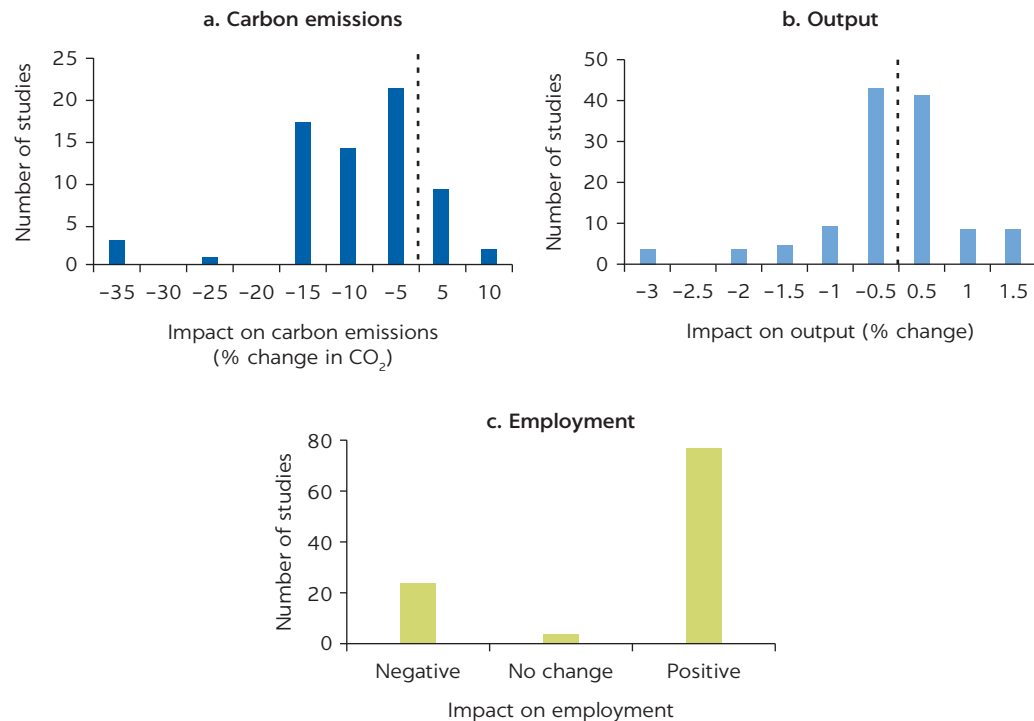 a. Carbon emissions
Number of studies
25
20
15
10
5
0
–35 –30 –25 –20 –15 –10 –5 5 10
Impact on carbon emissions
(% change in CO₂)
b. Output
Number of studies
50
40
30
20
10
0
–3 –2.5 –2 –1.5 –1 –0.5 0.5 1 1.5
Impact on output (% change)
c. Employment
Number of studies
80
60
40
20
0
Negative No change Positive
Impact on employment